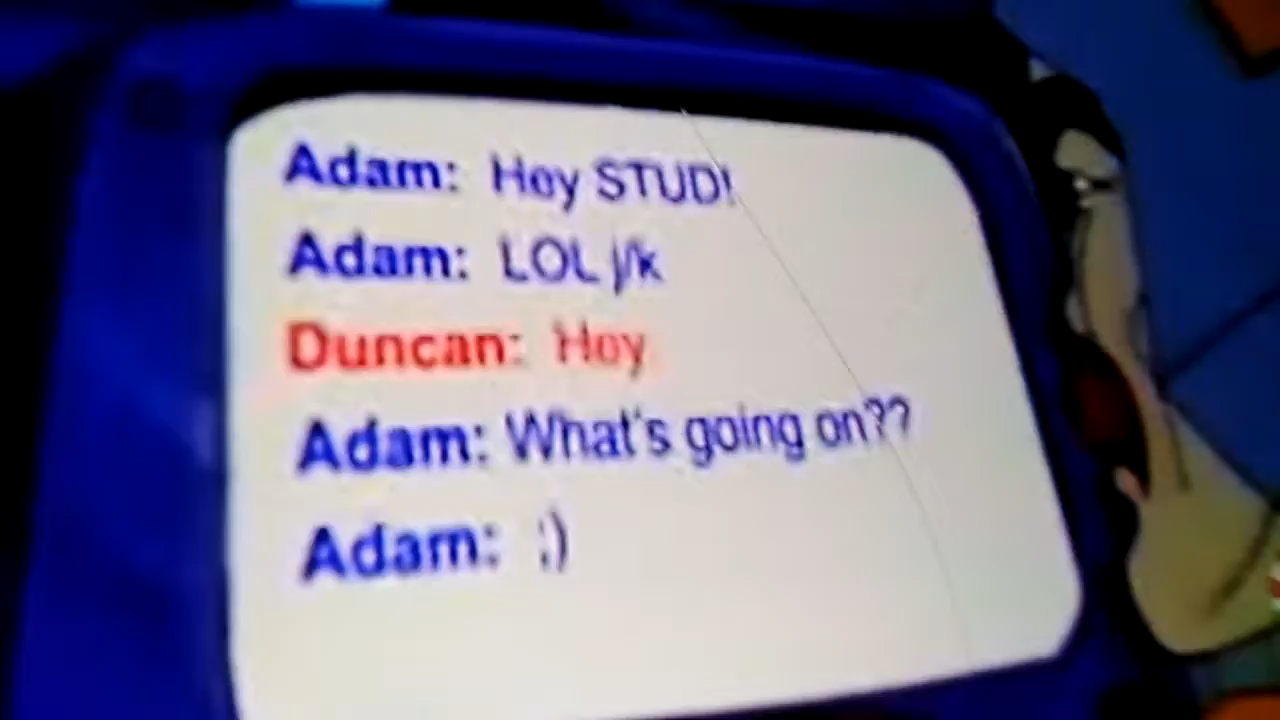 Adam: Hey STUD!
Adam: LOL j/k
Duncan: Hey
Adam: What's going on??
Adam: :)